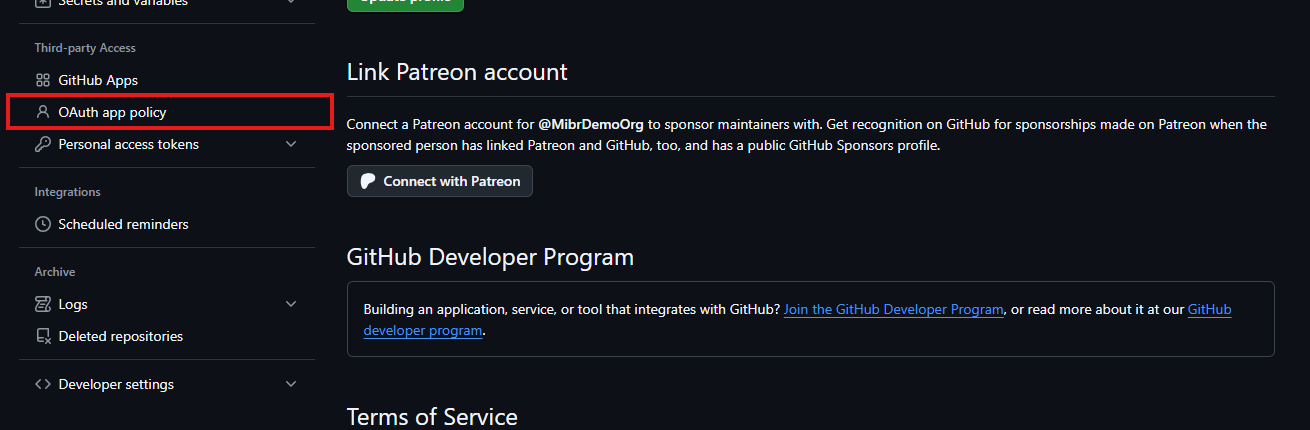 Secrets and variables
Update profile
Third-party Access
GitHub Apps
OAuth app policy
Personal access tokens
Integrations
Scheduled reminders
Archive
Logs
Deleted repositories
Developer settings
Link Patreon account
Connect a Patreon account for @MibrDemoOrg to sponsor maintainers with. Get recognition on GitHub for sponsorships made on Patreon when the
sponsored person has linked Patreon and GitHub, too, and has a public GitHub Sponsors profile.
Connect with Patreon
GitHub Developer Program
Building an application, service, or tool that integrates with GitHub? Join the GitHub Developer Program, or read more about it at our GitHub
developer program.
Terms of Service